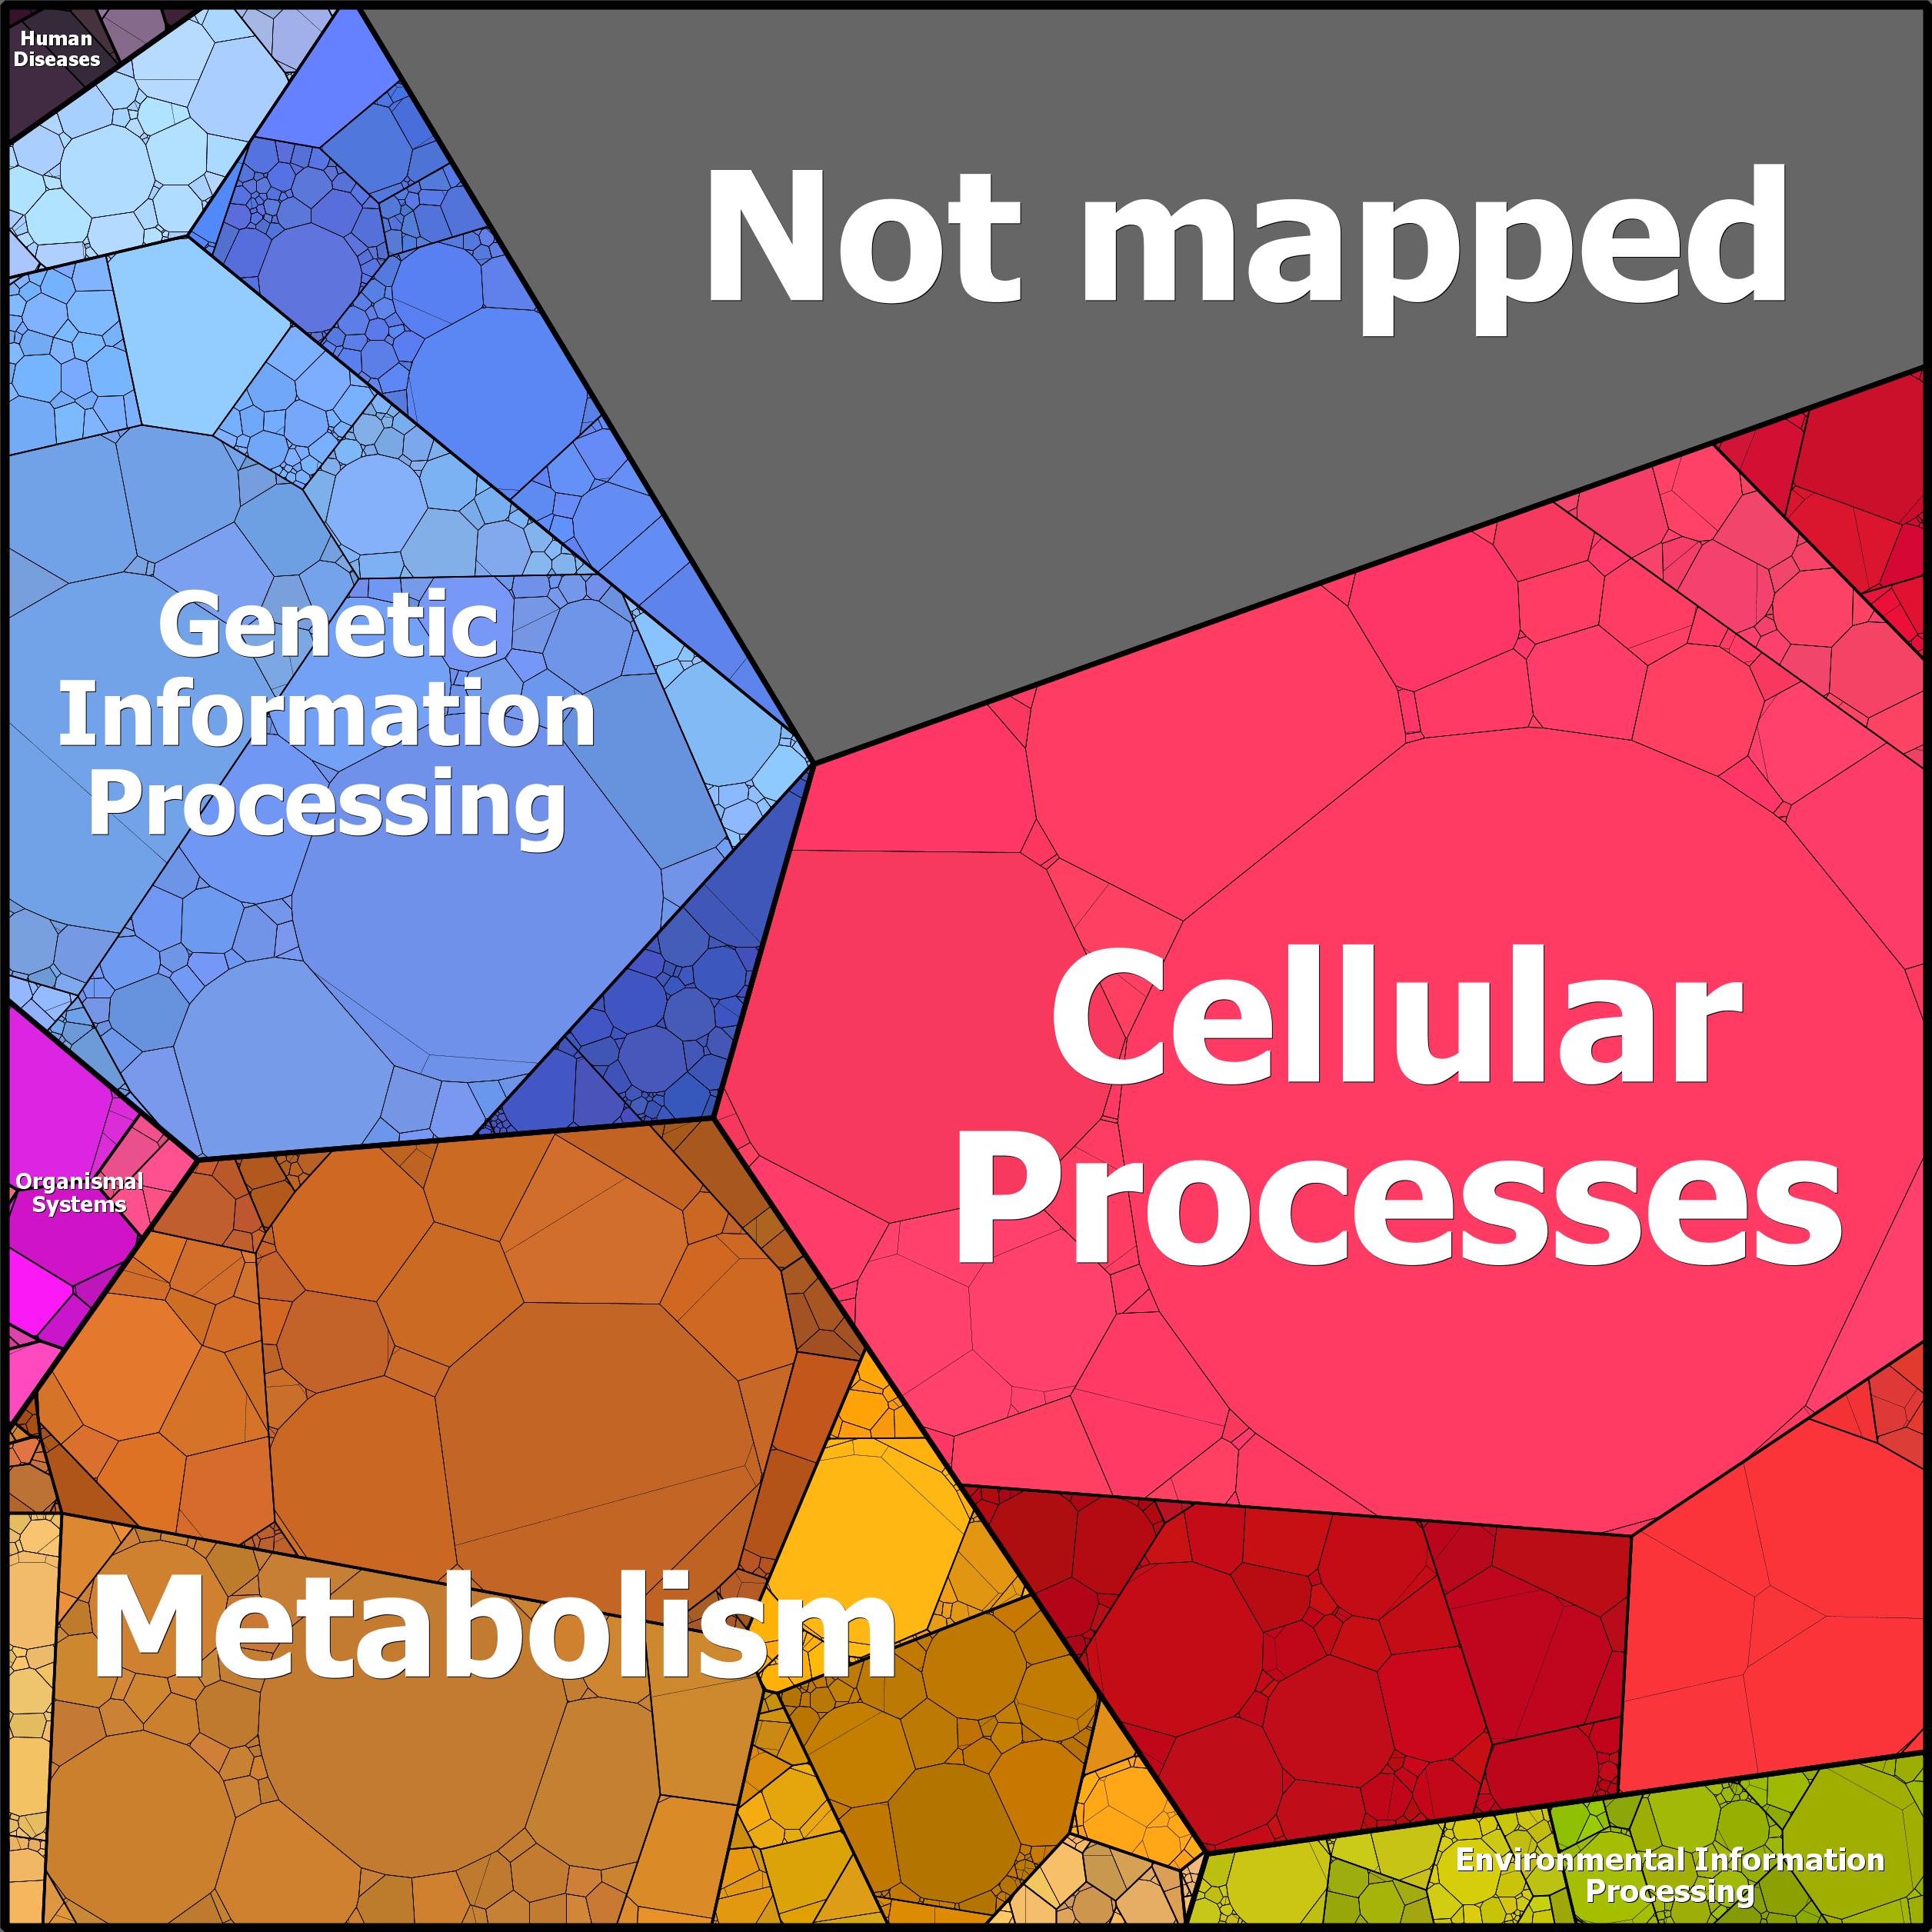 Human
Diseases
Not mapped
Genetic
Information
Processing
Cellular
Processes
Organismal
Systems
Metabolism
Environmental Information
Processing